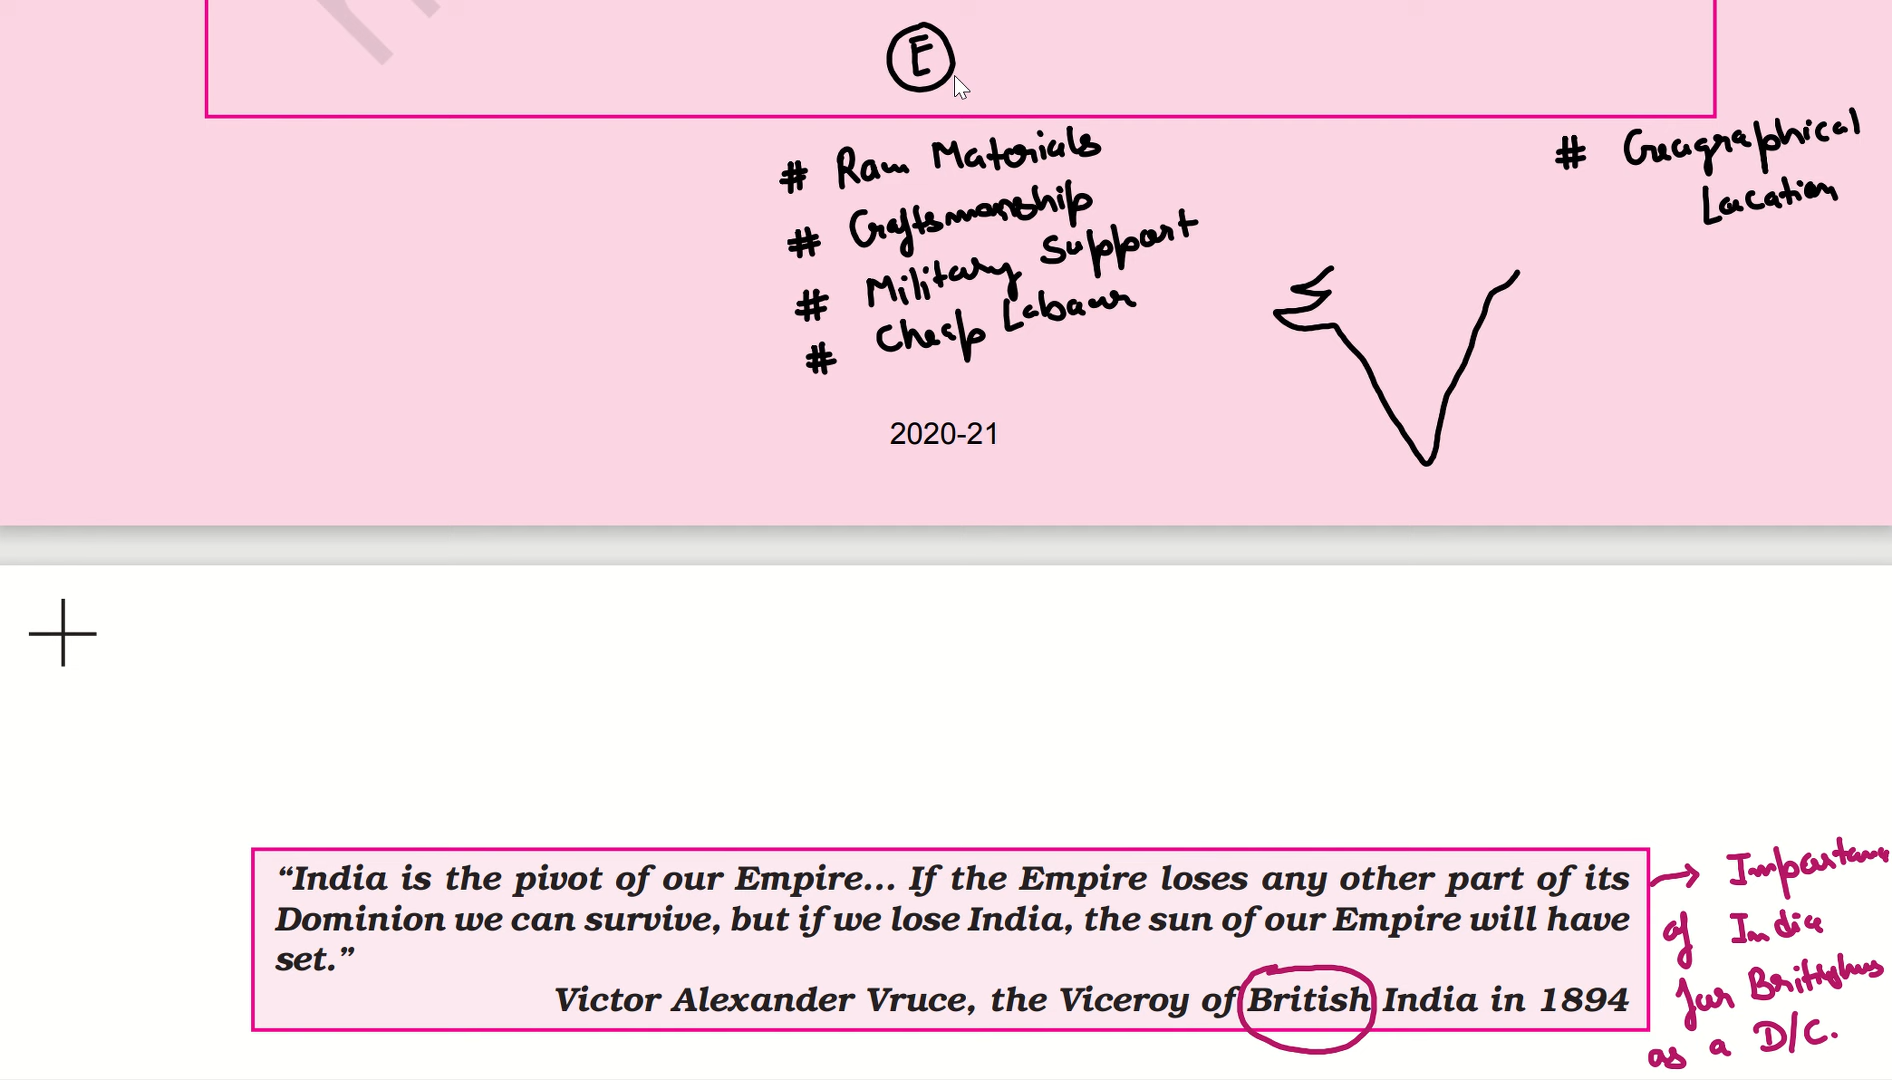 E
# Raw Materials
# Craftsmanship
# Military Support
# Cheap Labour
# Geographical
Location
2020-21
“India is the pivot of our Empire... If the Empire loses any other part of its
Dominion we can survive, but if we lose India, the sun of our Empire will have
set.”
Victor Alexander Vruce, the Viceroy of British India in 1894
→ Importance
of India
for
as a D/C.